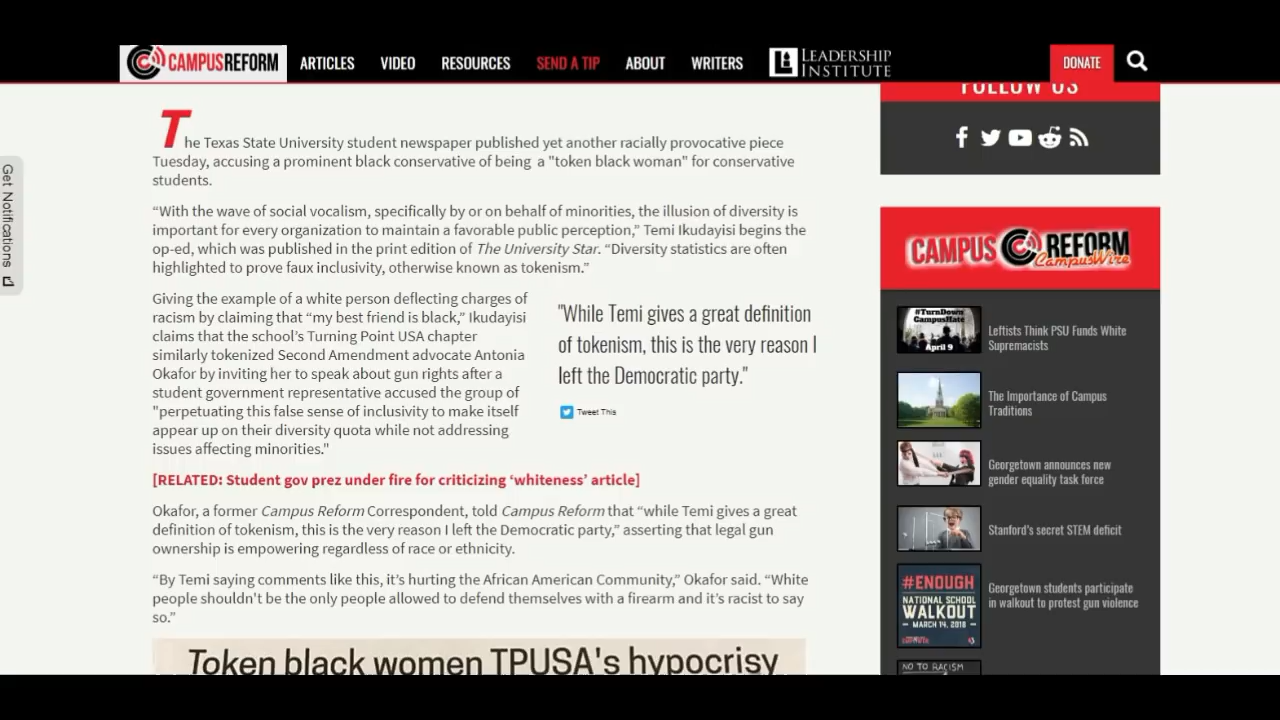 CAMPUSREFORM ARTICLES VIDEO RESOURCES SEND A TIP ABOUT WRITERS LEADERSHIP INSTITUTE DONATE
Get Notifications
The Texas State University student newspaper published yet another racially provocative piece
Tuesday, accusing a prominent black conservative of being a "token black woman" for conservative
students.
“With the wave of social vocalism, specifically by or on behalf of minorities, the illusion of diversity is
important for every organization to maintain a favorable public perception,” Temi Ikudayisi begins the
op-ed, which was published in the print edition of The University Star. “Diversity statistics are often
highlighted to prove faux inclusivity, otherwise known as tokenism.”
Giving the example of a white person deflecting charges of
racism by claiming that “my best friend is black,” Ikudayisi
claims that the school’s Turning Point USA chapter
similarly tokenized Second Amendment advocate Antonia
Okafor by inviting her to speak about gun rights after a
student government representative accused the group of
"perpetuating this false sense of inclusivity to make itself
appear up on their diversity quota while not addressing
issues affecting minorities."
"While Temi gives a great definition
of tokenism, this is the very reason I
left the Democratic party."
Tweet This
[RELATED: Student gov prez under fire for criticizing ‘whiteness’ article]
Okafor, a former Campus Reform Correspondent, told Campus Reform that “while Temi gives a great
definition of tokenism, this is the very reason I left the Democratic party,” asserting that legal gun
ownership is empowering regardless of race or ethnicity.
“By Temi saying comments like this, it’s hurting the African American Community,” Okafor said. “White
people shouldn't be the only people allowed to defend themselves with a firearm and it’s racist to say
so.”
Token black women TPUSA's hypocrisy
FOLLOW US
CAMPUS REFORM
CampusWire
#TurnDown
CampusHate
April 9
Leftists Think PSU Funds White
Supremacists
The Importance of Campus
Traditions
Georgetown announces new
gender equality task force
Stanford's secret STEM deficit
#ENOUGH
NATIONAL SCHOOL
WALKOUT
MARCH 14, 2018
Georgetown students participate
in walkout to protest gun violence
NO TO RACISM